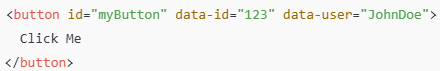 <button id="myButton" data-id="123" data-user="JohnDoe">
  Click Me
</button>